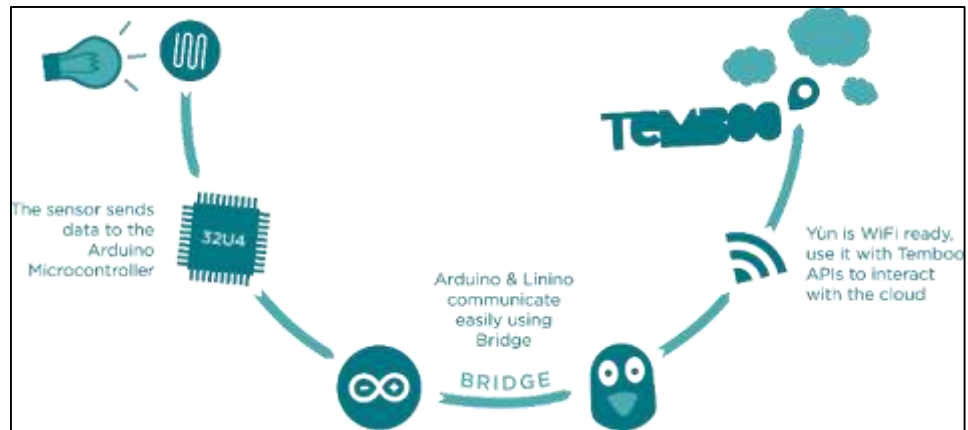 TEMBOO
The sensor sends
data to the
Arduino
Microcontroller
32U4
Arduino & Linino
communicate
easily using
Bridge
BRIDGE
Yùn is WiFi ready,
use it with Temboo
APIs to interact
with the cloud